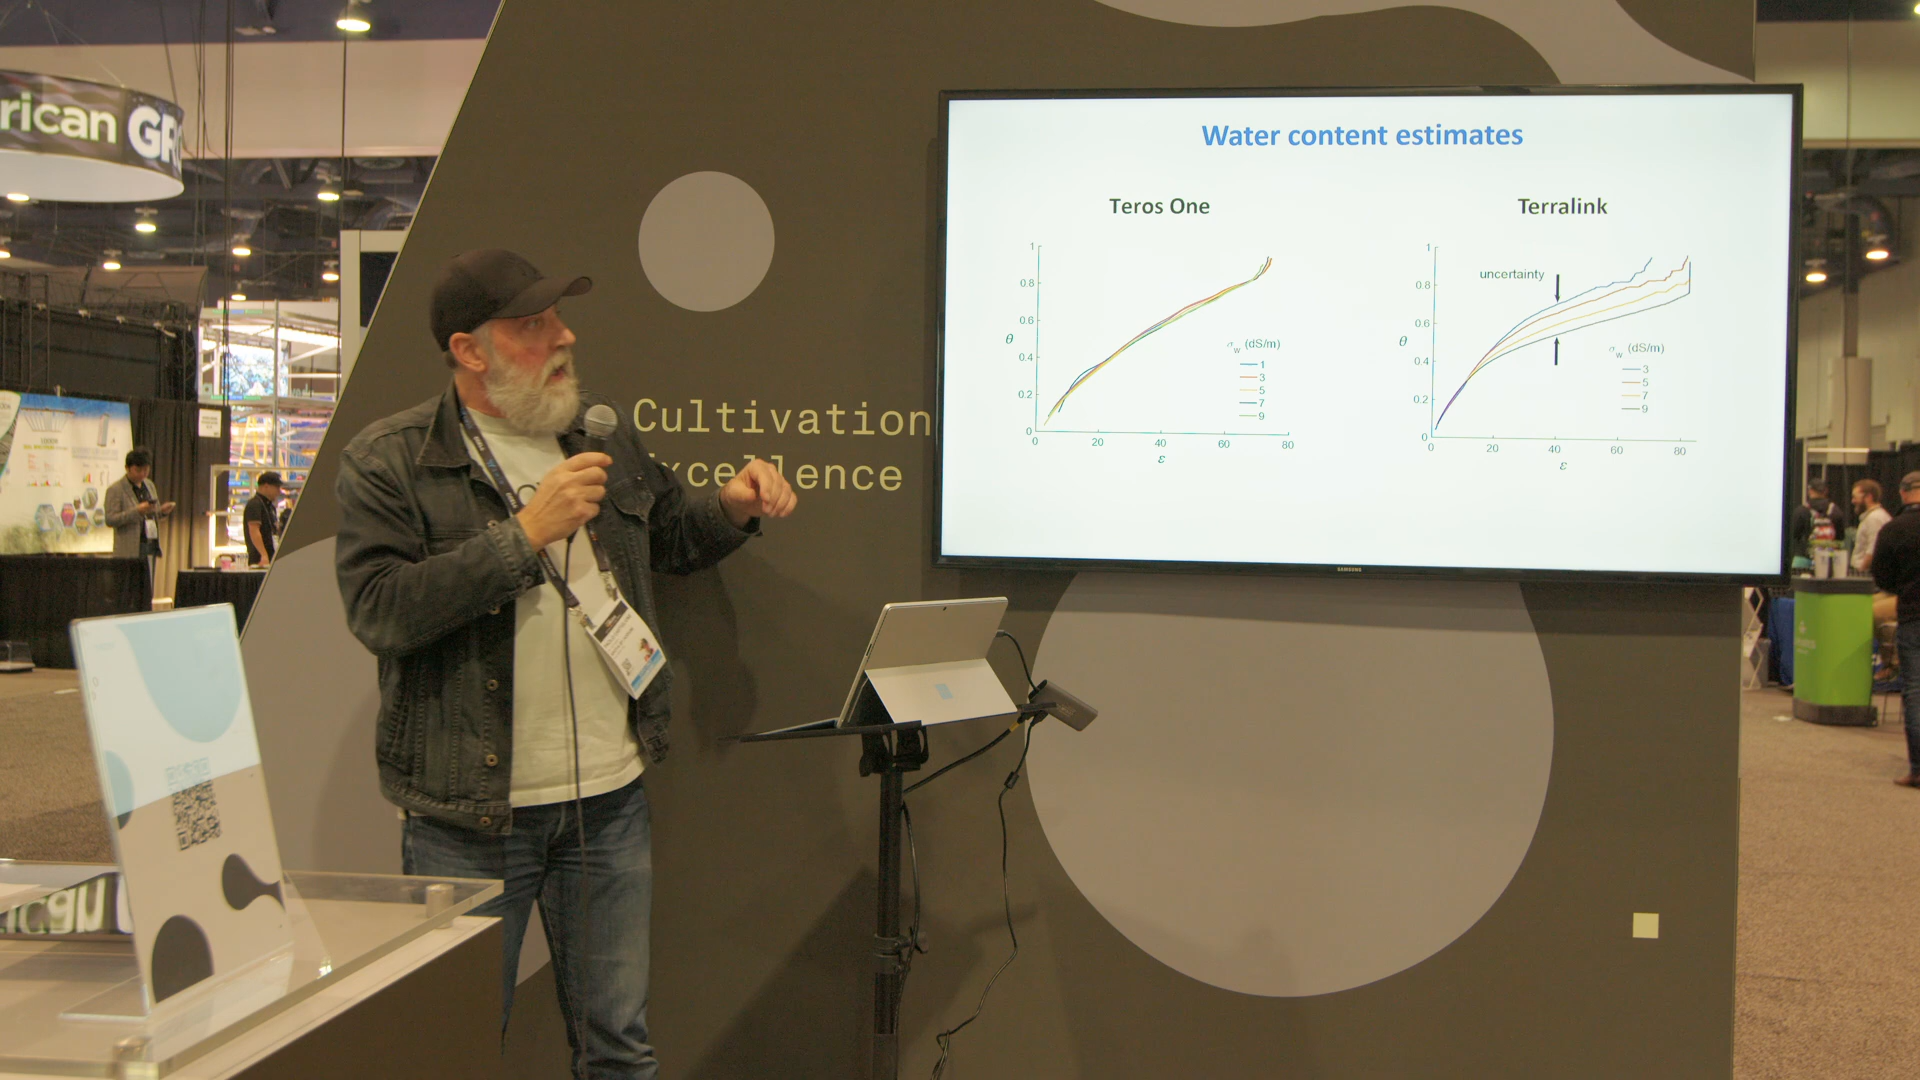 rican GRO
Cultivation
Excellence
Water content estimates
Teros One
1
0.8
0.6
0.4
0.2
0
θ
0
20
40
60
80
ε
σw (dS/m)
1
3
5
7
9
Terralink
uncertainty
1
0.8
0.6
0.4
0.2
0
θ
0
20
40
60
80
ε
σw (dS/m)
3
5
7
9
SAMSUNG